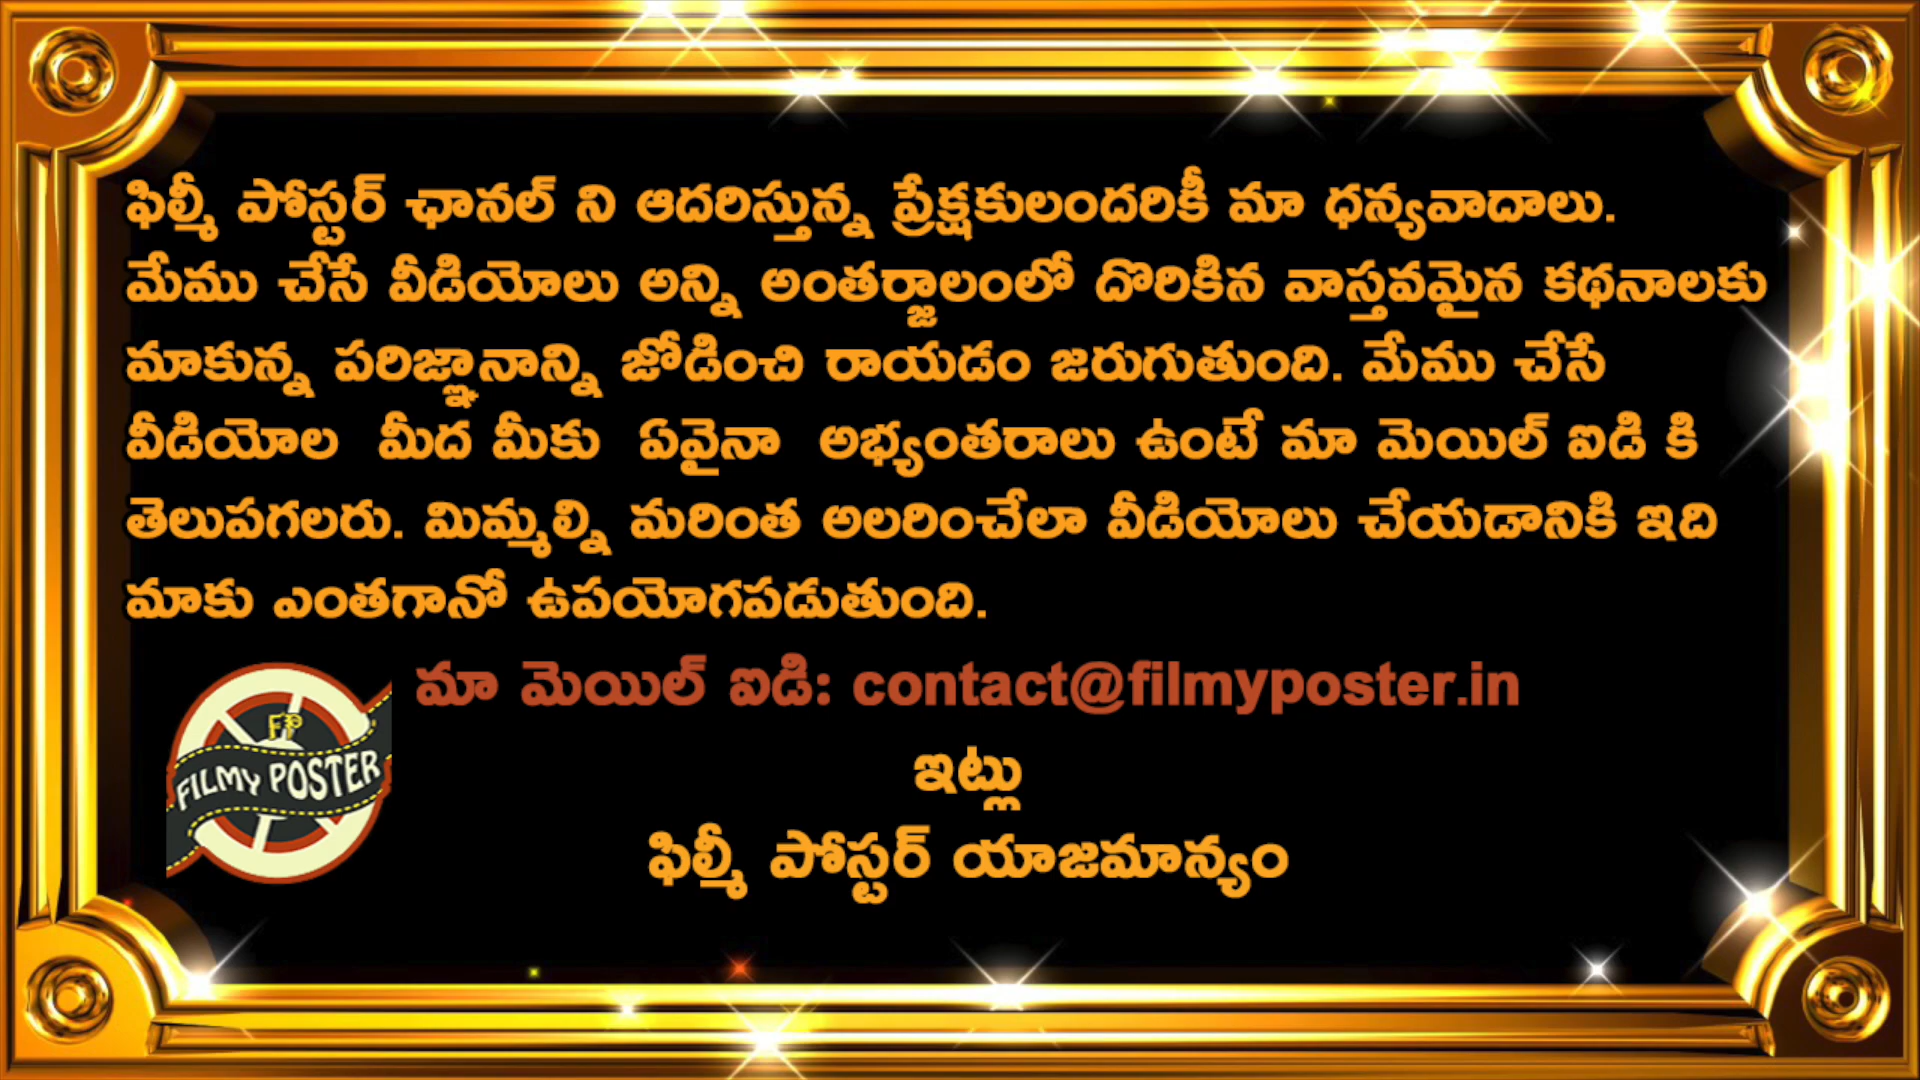 ఫిల్మీ పోస్టర్ ఛానల్ ని ఆదరిస్తున్న ప్రేక్షకులందరికీ మా ధన్యవాదాలు.
మేము చేసే వీడియోలు అన్ని అంతర్జాలంలో దొరికిన వాస్తవమైన కథనాలకు
మాకున్న పరిజ్ఞానాన్ని జోడించి రాయడం జరుగుతుంది. మేము చేసే
వీడియోల మీద మీకు ఏవైనా అభ్యంతరాలు ఉంటే మా మెయిల్ ఐడి కి
తెలుపగలరు. మిమ్మల్ని మరింత అలరించేలా వీడియోలు చేయడానికి ఇది
మాకు ఎంతగానో ఉపయోగపడుతుంది.
మా మెయిల్ ఐడి: contact@filmyposter.in
FP
FILMY POSTER
ఇట్లు
ఫిల్మీ పోస్టర్ యాజమాన్యం